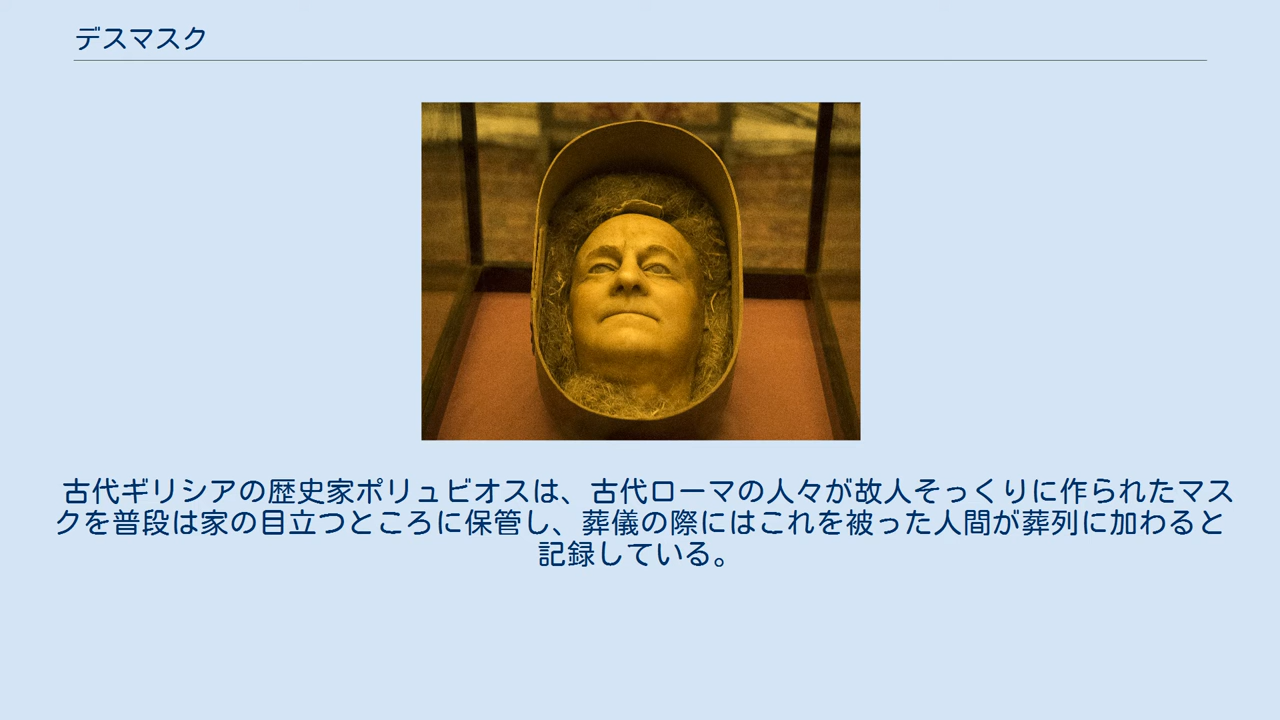 デスマスク
古代ギリシアの歴史家ポリュビオスは、古代ローマの人々が故人そっくりに作られたマス
クを普段は家の目立つところに保管し、葬儀の際にはこれを被った人間が葬列に加わると
記録している。